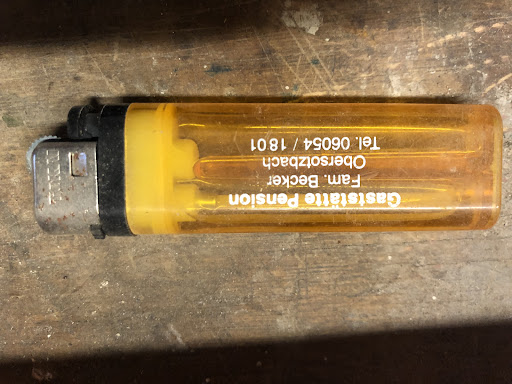 Gaststätte Pension
Fam. Becker
Obersotzbach
Tel. 06054 / 1801